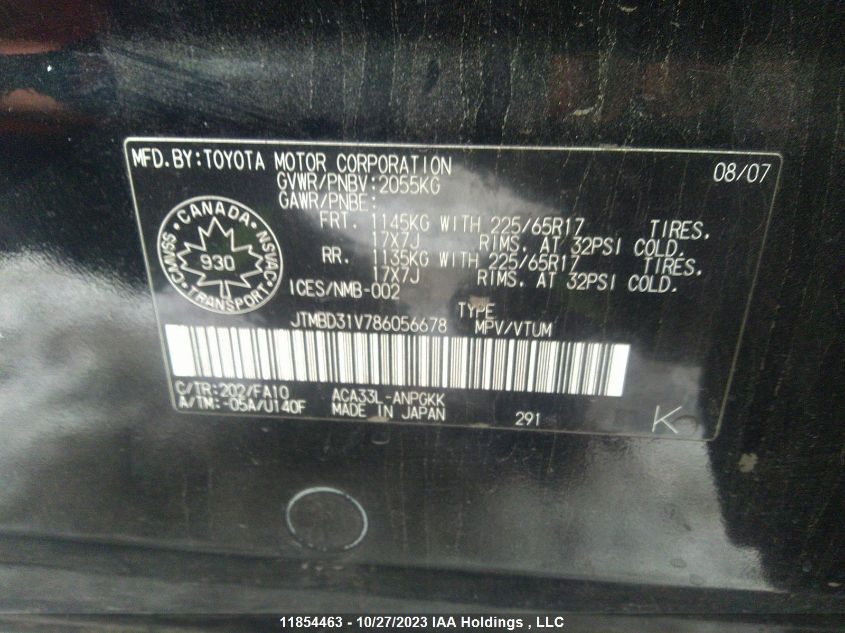 MFD.BY:TOYOTA MOTOR CORPORATION 08/07
GVWR/PNBV:2055KG
GAWR/PNBE:
FRT. 1145KG WITH 225/65R17 TIRES,
17X7J RIMS, AT 32PSI COLD.
RR. 1135KG WITH 225/65R17 TIRES,
17X7J RIMS, AT 32PSI COLD.
ICES/NMB-002
CANADA
CMVSS 930 NSVAC
TRANSPORT
TYPE
JTMBD31V786056678 MPV/VTUM
C/TR:202/FA10 ACA33L-ANPGKK
A/TM:-05A/U140F MADE IN JAPAN 291 K
11854463 - 10/27/2023 IAA Holdings , LLC